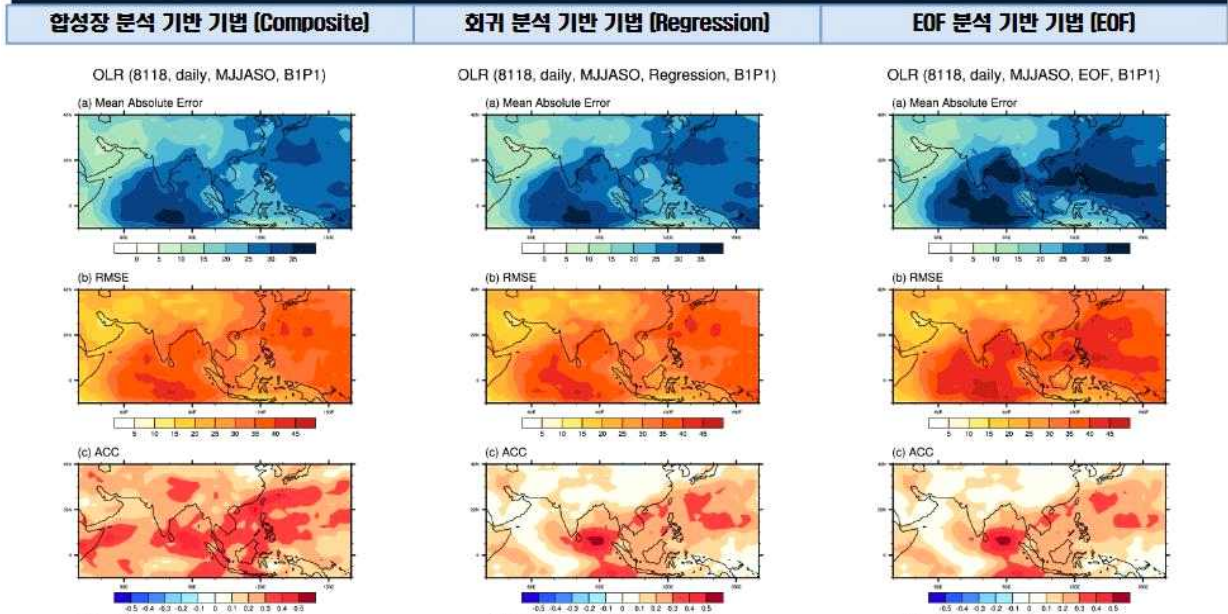 합성장 분석 기반 기법 (Composite)
회귀 분석 기반 기법 (Regression)
EOF 분석 기반 기법 (EOF)
OLR (8118, daily, MJJASO, B1P1)
OLR (8118, daily, MJJASO, Regression, B1P1)
OLR (8118, daily, MJJASO, EOF, B1P1)
(a) Mean Absolute Error
(a) Mean Absolute Error
(a) Mean Absolute Error
0 5 10 15 20 25 30 35
0 5 10 15 20 25 30 35
0 5 10 15 20 25 30 35
(b) RMSE
(b) RMSE
(b) RMSE
5 10 15 20 25 30 35 40 45
5 10 15 20 25 30 35 40 45
5 10 15 20 25 30 35 40 45
(c) ACC
(c) ACC
(c) ACC
-0.5 -0.4 -0.3 -0.2 -0.1 0 0.1 0.2 0.3 0.4 0.5
-0.5 -0.4 -0.3 -0.2 -0.1 0 0.1 0.2 0.3 0.4 0.5
-0.5 -0.4 -0.3 -0.2 -0.1 0 0.1 0.2 0.3 0.4 0.5